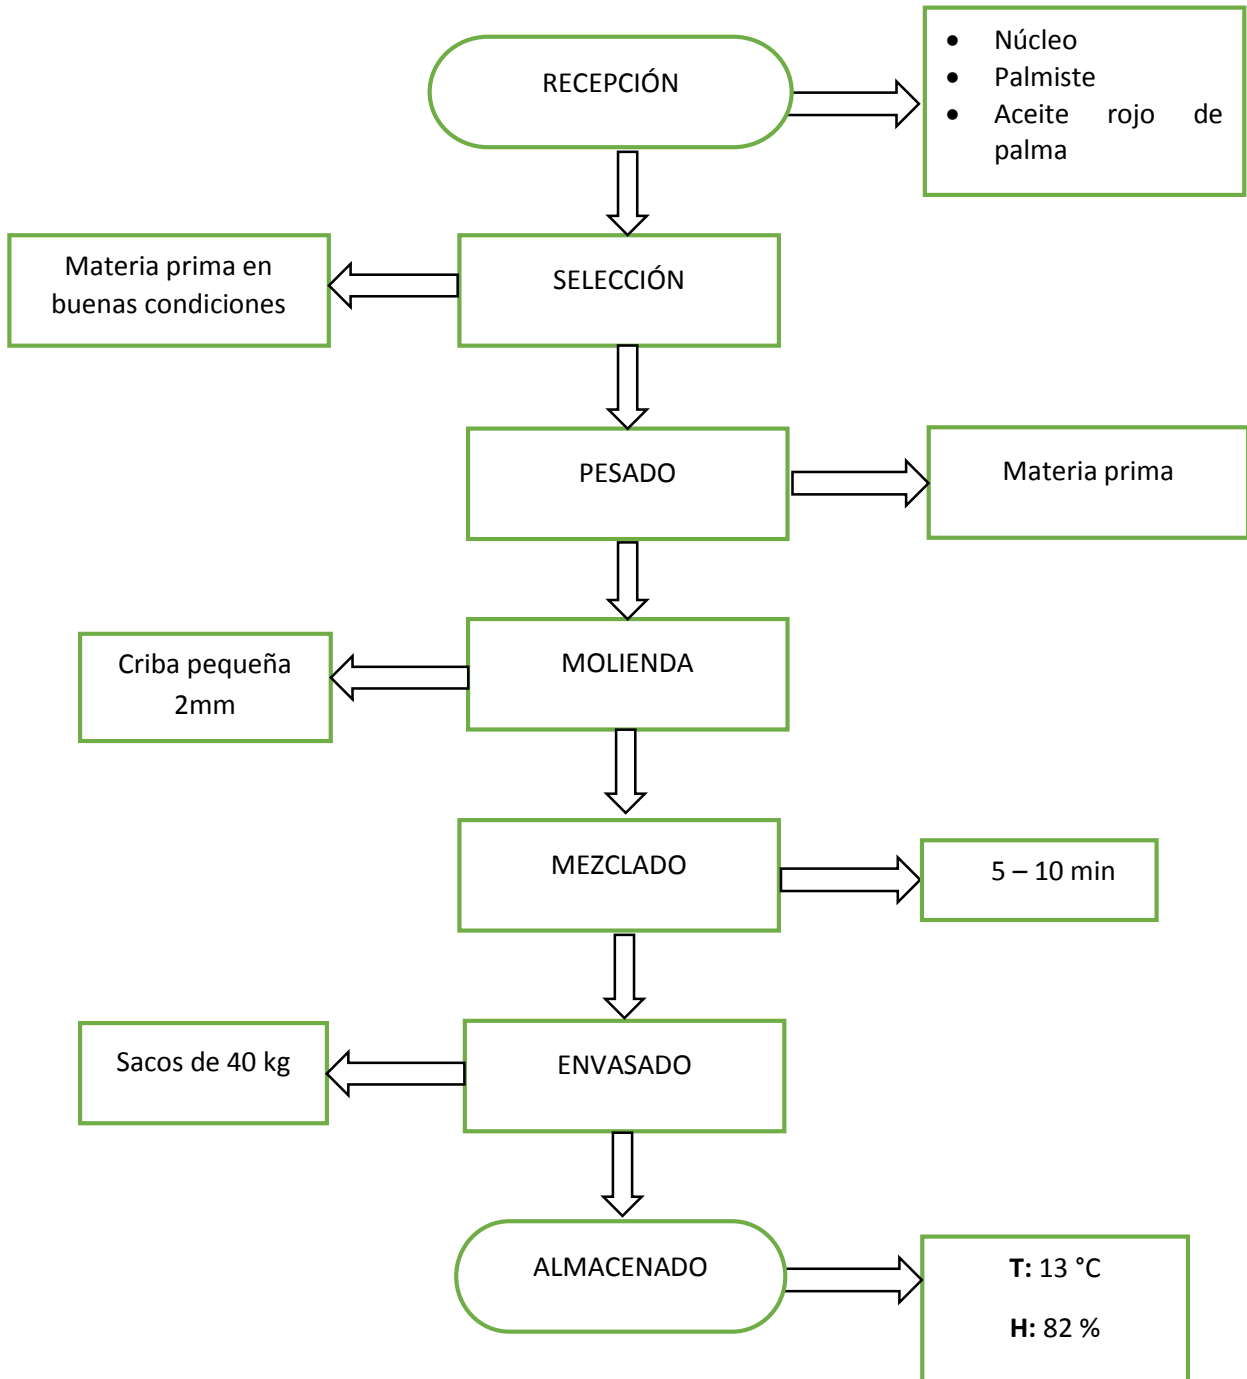 RECEPCIÓN
• Núcleo
• Palmiste
• Aceite rojo de
palma
Materia prima en
buenas condiciones
SELECCIÓN
PESADO
Materia prima
Criba pequeña
2mm
MOLIENDA
MEZCLADO
5 – 10 min
Sacos de 40 kg
ENVASADO
ALMACENADO
T: 13 °C
H: 82 %